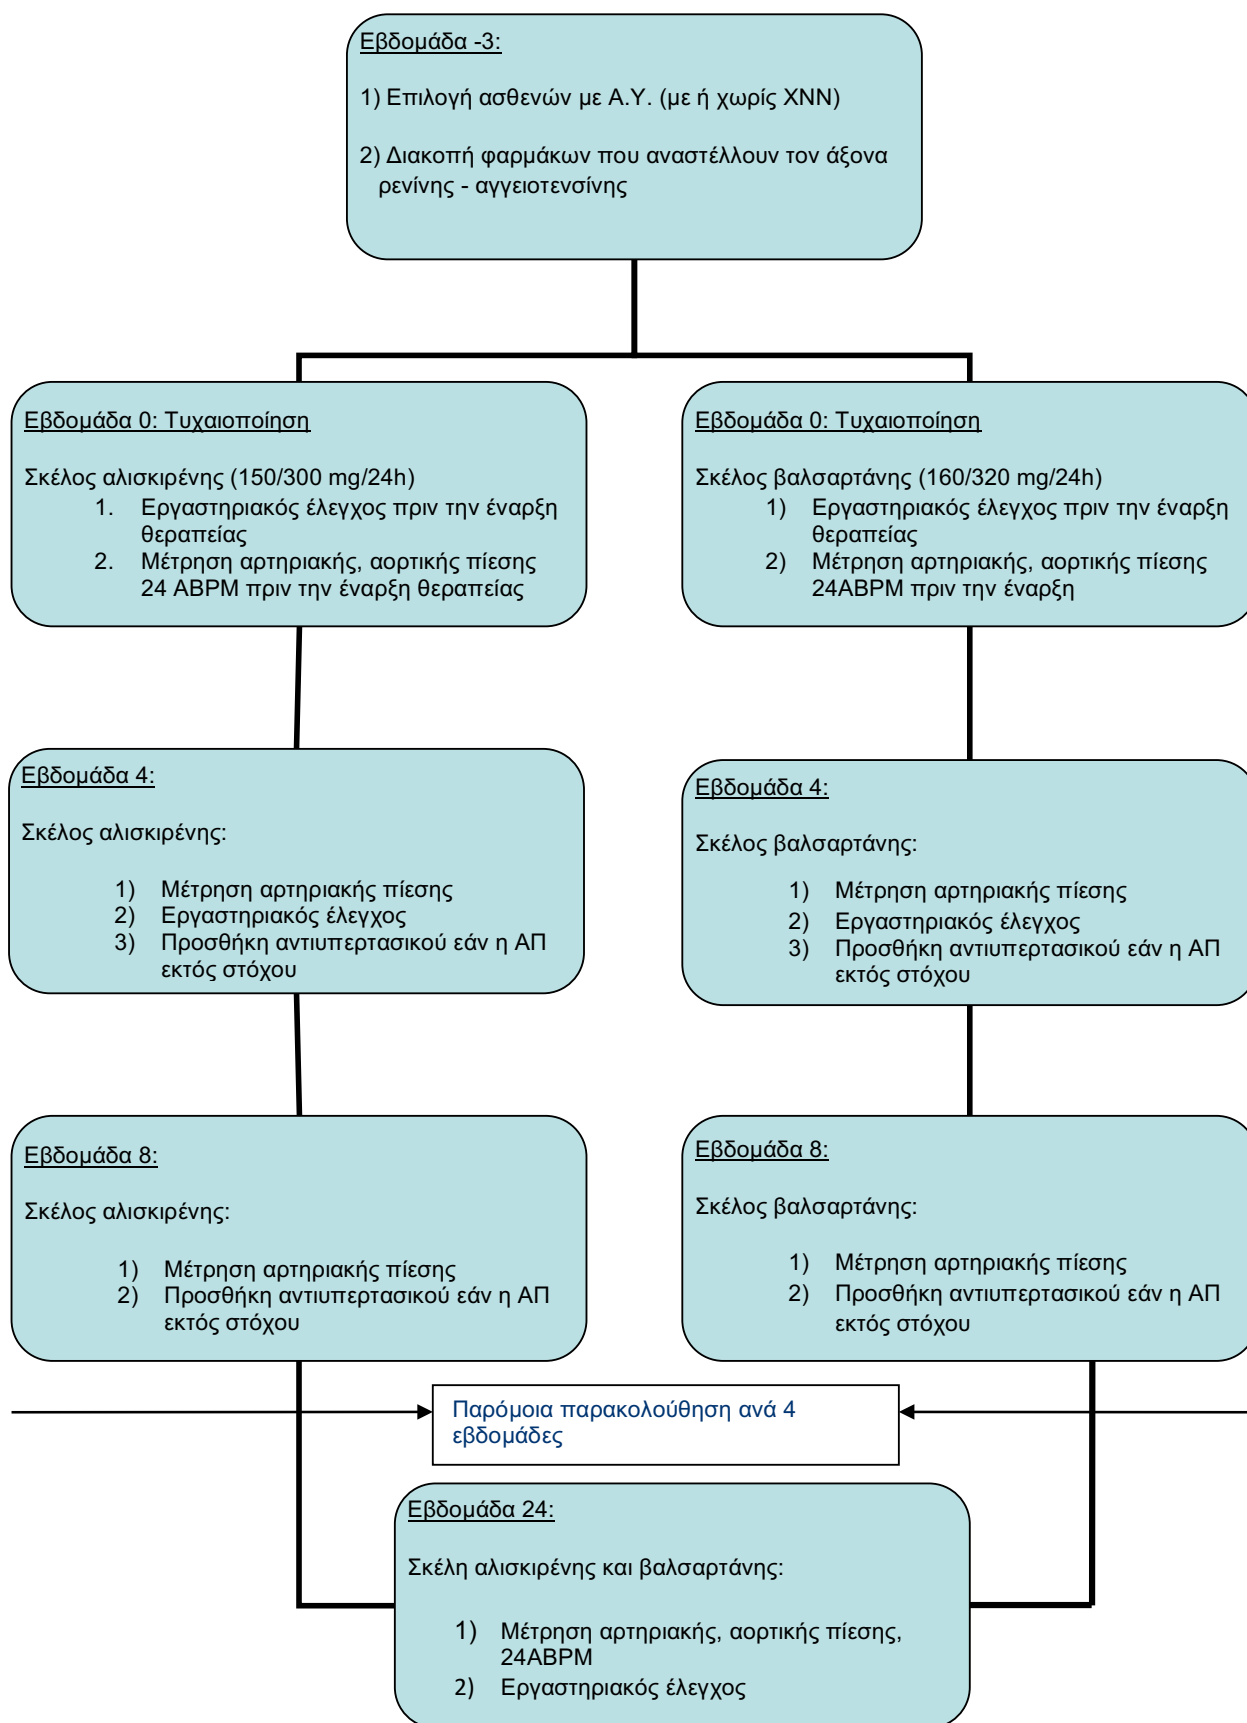 Εβδομάδα -3:
1) Επιλογή ασθενών με Α.Υ. (με ή χωρίς ΧΝΝ)
2) Διακοπή φαρμάκων που αναστέλλουν τον άξονα
ρενίνης - αγγειοτενσίνης
Εβδομάδα 0: Τυχαιοποίηση
Σκέλος αλισκιρένης (150/300 mg/24h)
1. Εργαστηριακός έλεγχος πριν την έναρξη
θεραπείας
2. Μέτρηση αρτηριακής, αορτικής πίεσης
24 ABPM πριν την έναρξη θεραπείας
Εβδομάδα 0: Τυχαιοποίηση
Σκέλος βαλσαρτάνης (160/320 mg/24h)
1) Εργαστηριακός έλεγχος πριν την έναρξη
θεραπείας
2) Μέτρηση αρτηριακής, αορτικής πίεσης
24ABPM πριν την έναρξη
Εβδομάδα 4:
Σκέλος αλισκιρένης:
1) Μέτρηση αρτηριακής πίεσης
2) Εργαστηριακός έλεγχος
3) Προσθήκη αντιυπερτασικού εάν η ΑΠ
εκτός στόχου
Εβδομάδα 4:
Σκέλος βαλσαρτάνης:
1) Μέτρηση αρτηριακής πίεσης
2) Εργαστηριακός έλεγχος
3) Προσθήκη αντιυπερτασικού εάν η ΑΠ
εκτός στόχου
Εβδομάδα 8:
Σκέλος αλισκιρένης:
1) Μέτρηση αρτηριακής πίεσης
2) Προσθήκη αντιυπερτασικού εάν η ΑΠ
εκτός στόχου
Εβδομάδα 8:
Σκέλος βαλσαρτάνης:
1) Μέτρηση αρτηριακής πίεσης
2) Προσθήκη αντιυπερτασικού εάν η ΑΠ
εκτός στόχου
Παρόμοια παρακολούθηση ανά 4
εβδομάδες
Εβδομάδα 24:
Σκέλη αλισκιρένης και βαλσαρτάνης:
1) Μέτρηση αρτηριακής, αορτικής πίεσης,
24ABPM
2) Εργαστηριακός έλεγχος